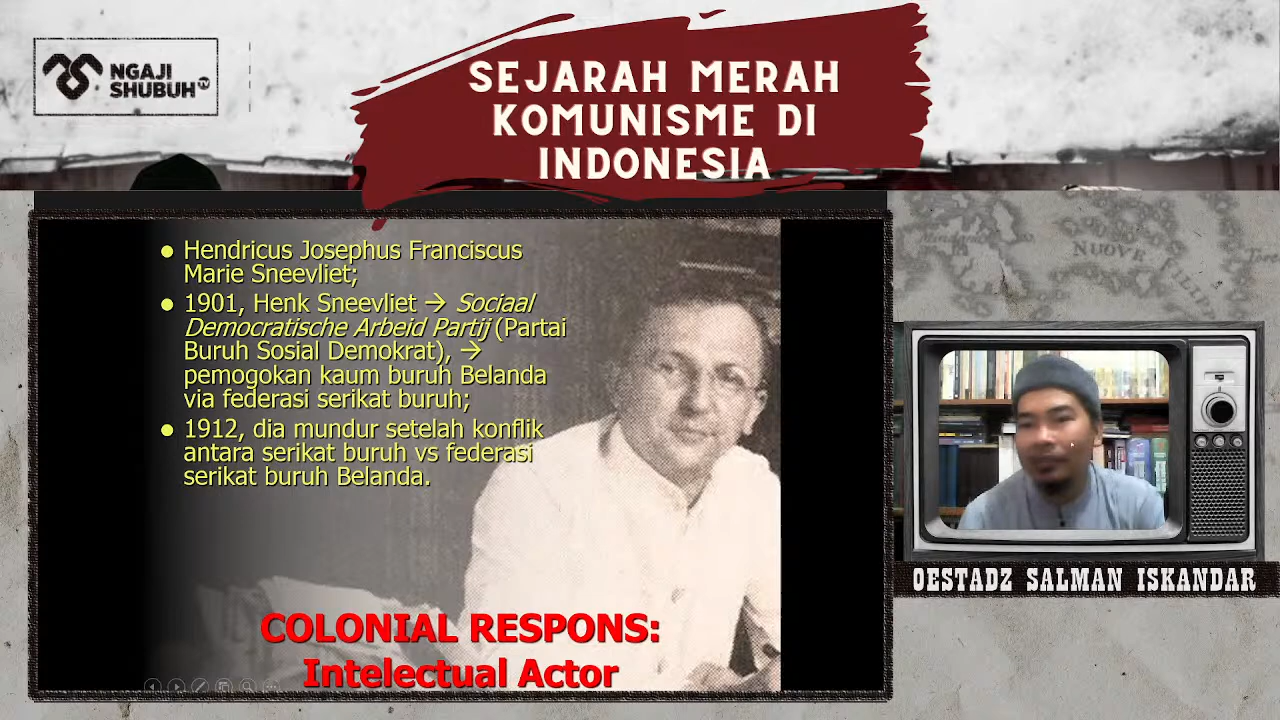 NGAJI
SHUBUH TV
SEJARAH MERAH
KOMUNISME DI
INDONESIA
NUOVA
● Hendricus Josephus Franciscus
Marie Sneevliet;
● 1901, Henk Sneevliet → Sociaal
Democratische Arbeid Partij (Partai
Buruh Sosial Demokrat), →
pemogokan kaum buruh Belanda
via federasi serikat buruh;
● 1912, dia mundur setelah konflik
antara serikat buruh vs federasi
serikat buruh Belanda.
COLONIAL RESPONS:
Intelectual Actor
OESTADZ SALMAN ISKANDAR